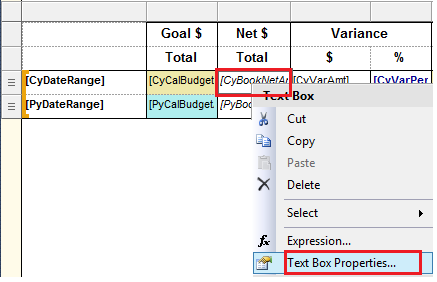 Goal $ Net $ Variance
Total Total $ %
[CyDateRange] [CyCalBudget. [CyBookNetAr [CyVarAmt] [CyVarPer
[PyDateRange] [PyCalBudget. [PyBoo
Text Box
Cut
Copy
Paste
Delete
Select
fx Expression...
Text Box Properties...